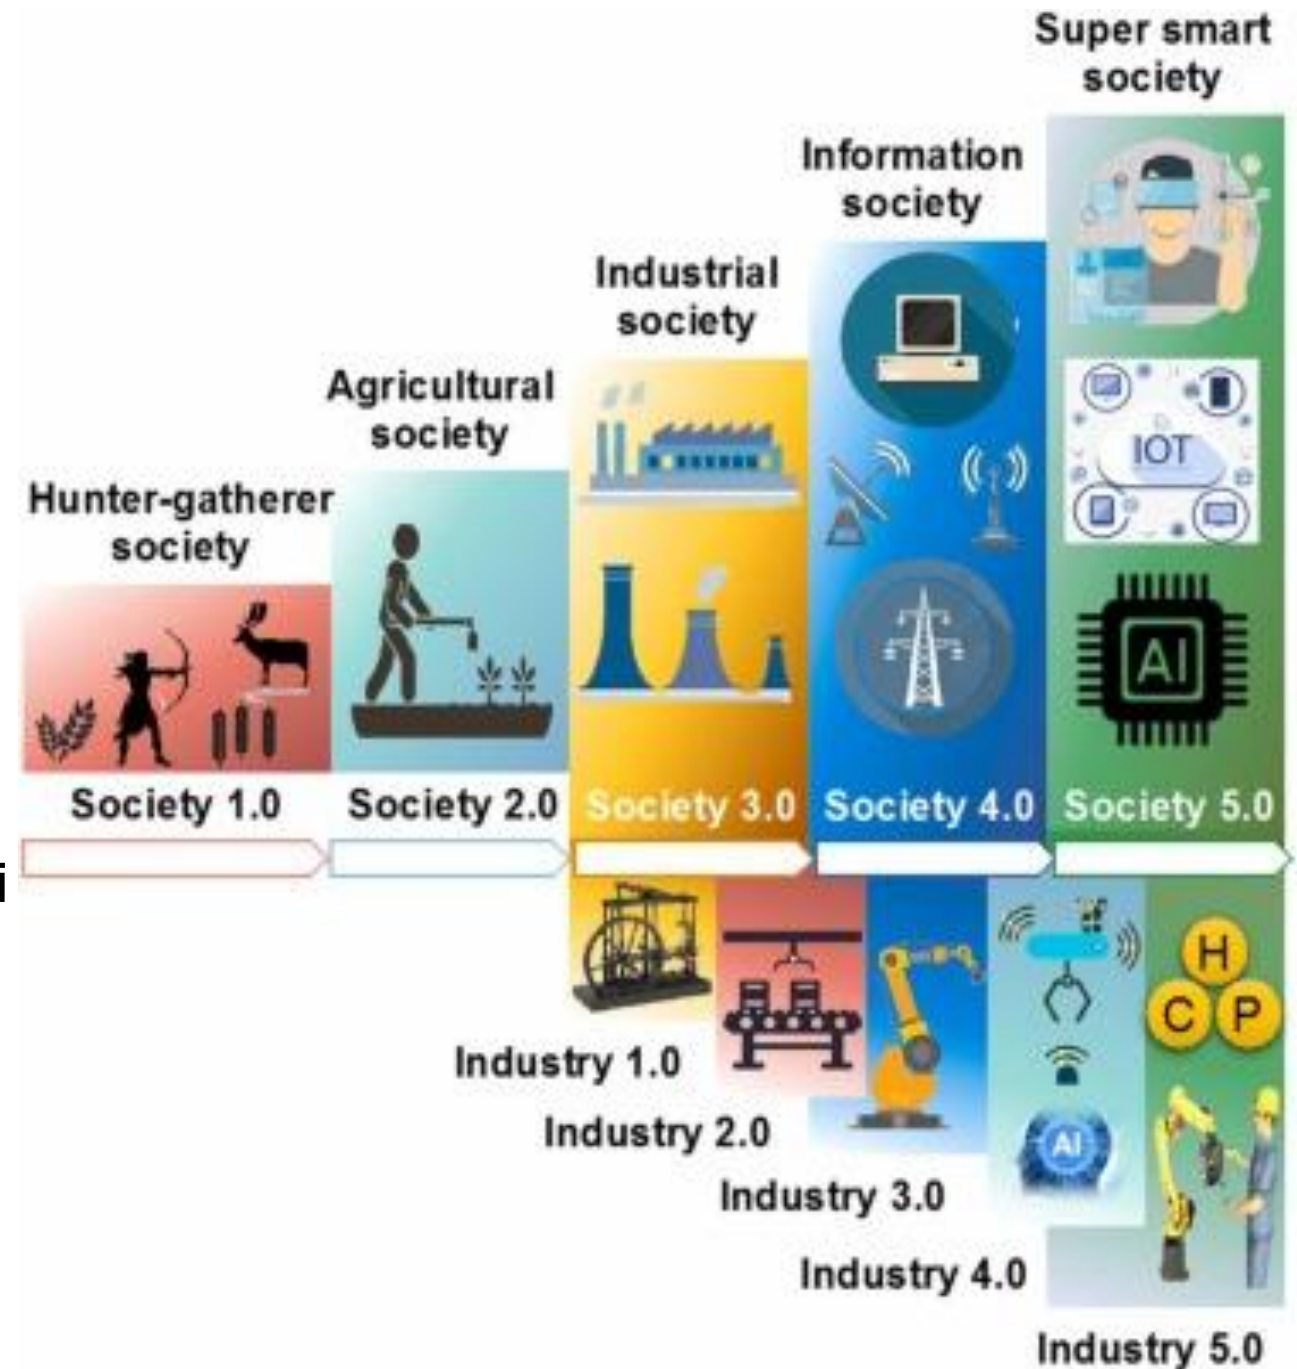 Super smart
society
Information
society
Industrial
society
Agricultural
society
Hunter-gatherer
society
IOT
AI
Society 1.0
Society 2.0
Society 3.0
Society 4.0
Society 5.0
i
H
C
P
Industry 1.0
AI
Industry 2.0
Industry 3.0
Industry 4.0
Industry 5.0